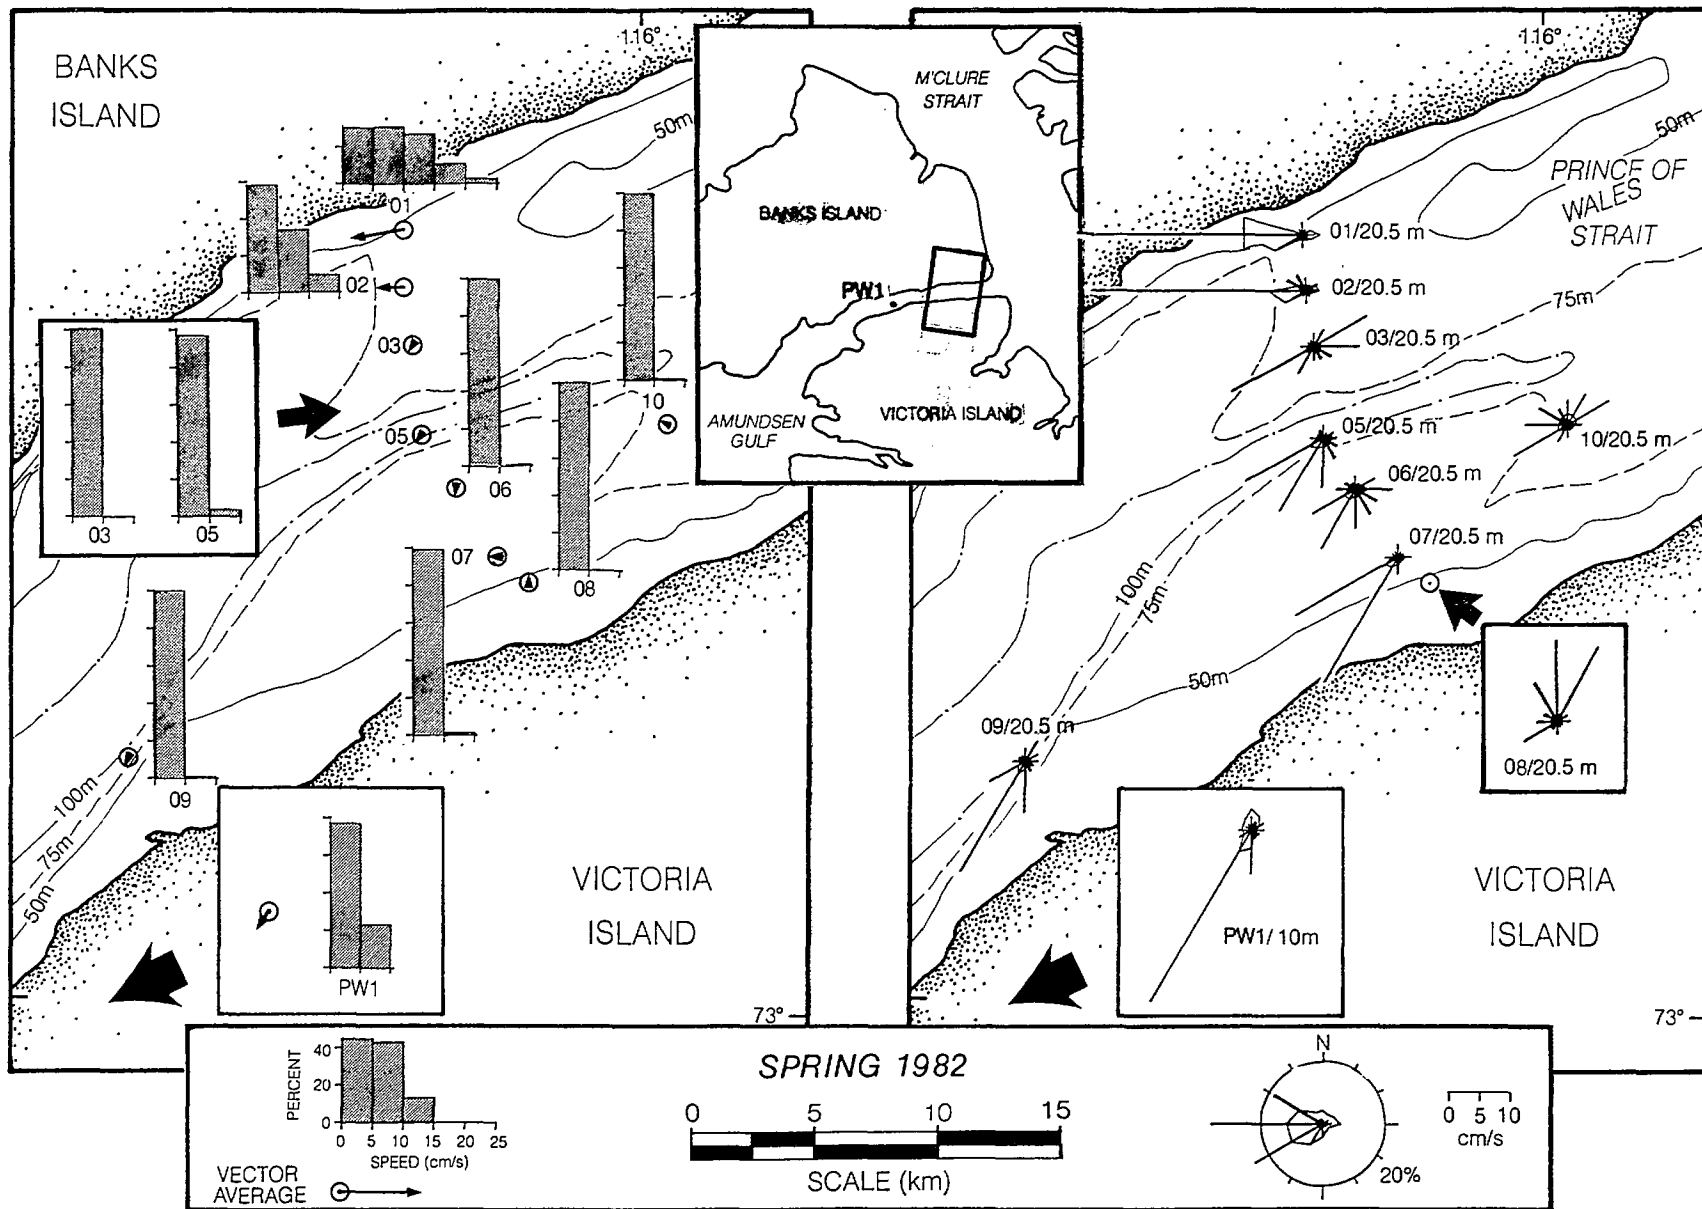 BANKS
ISLAND
116°
50m
01
02
03
05
06
07
08
09
10
03
05
100m
75m
50m
PW1
VICTORIA
ISLAND
73°
M'CLURE
STRAIT
BANKS ISLAND
PW1
VICTORIA ISLAND
AMUNDSEN
GULF
116°
50m
PRINCE OF
WALES
STRAIT
01/20.5 m
02/20.5 m
75m
03/20.5 m
05/20.5 m
10/20.5 m
06/20.5 m
07/20.5 m
100m
75m
50m
09/20.5 m
08/20.5 m
PW1/10m
VICTORIA
ISLAND
73°
SPRING 1982
PERCENT
40
20
0
0 5 10 15 20 25
SPEED (cm/s)
VECTOR
AVERAGE
0 5 10 15
SCALE (km)
N
20%
0 5 10
cm/s